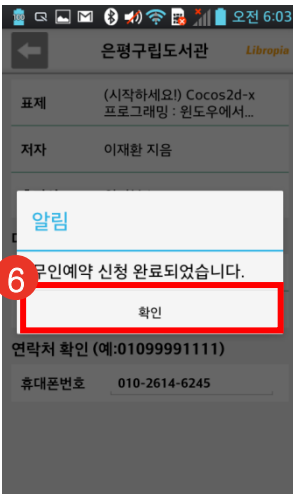 오전 6:03
은평구립도서관 Libropia
표제 (시작하세요!) Cocos2d-x
프로그래밍 : 윈도우에서...
저자 이재환 지음
알림
무인예약 신청 완료되었습니다.
6
확인
연락처 확인 (예:01099991111)
휴대폰번호 010-2614-6245